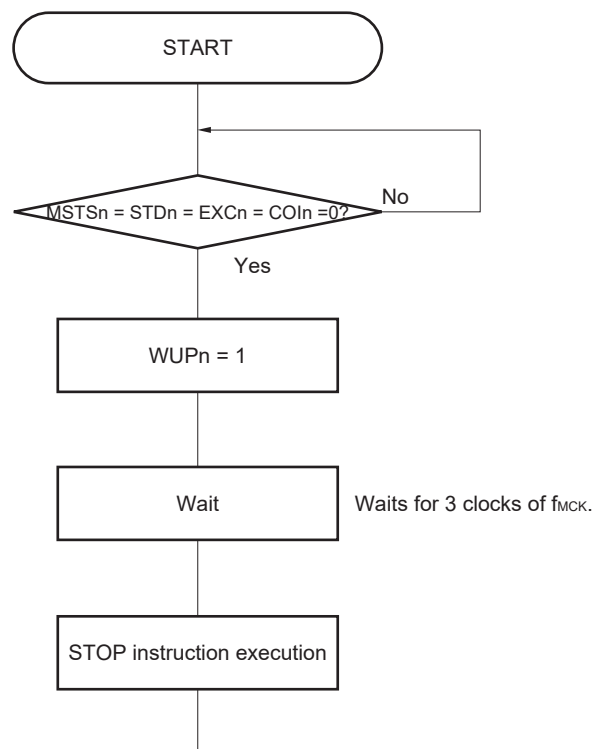 START
MSTSn = STDn = EXCn = COIn =0?
No
Yes
WUPn = 1
Wait
Waits for 3 clocks of fMCK.
STOP instruction execution